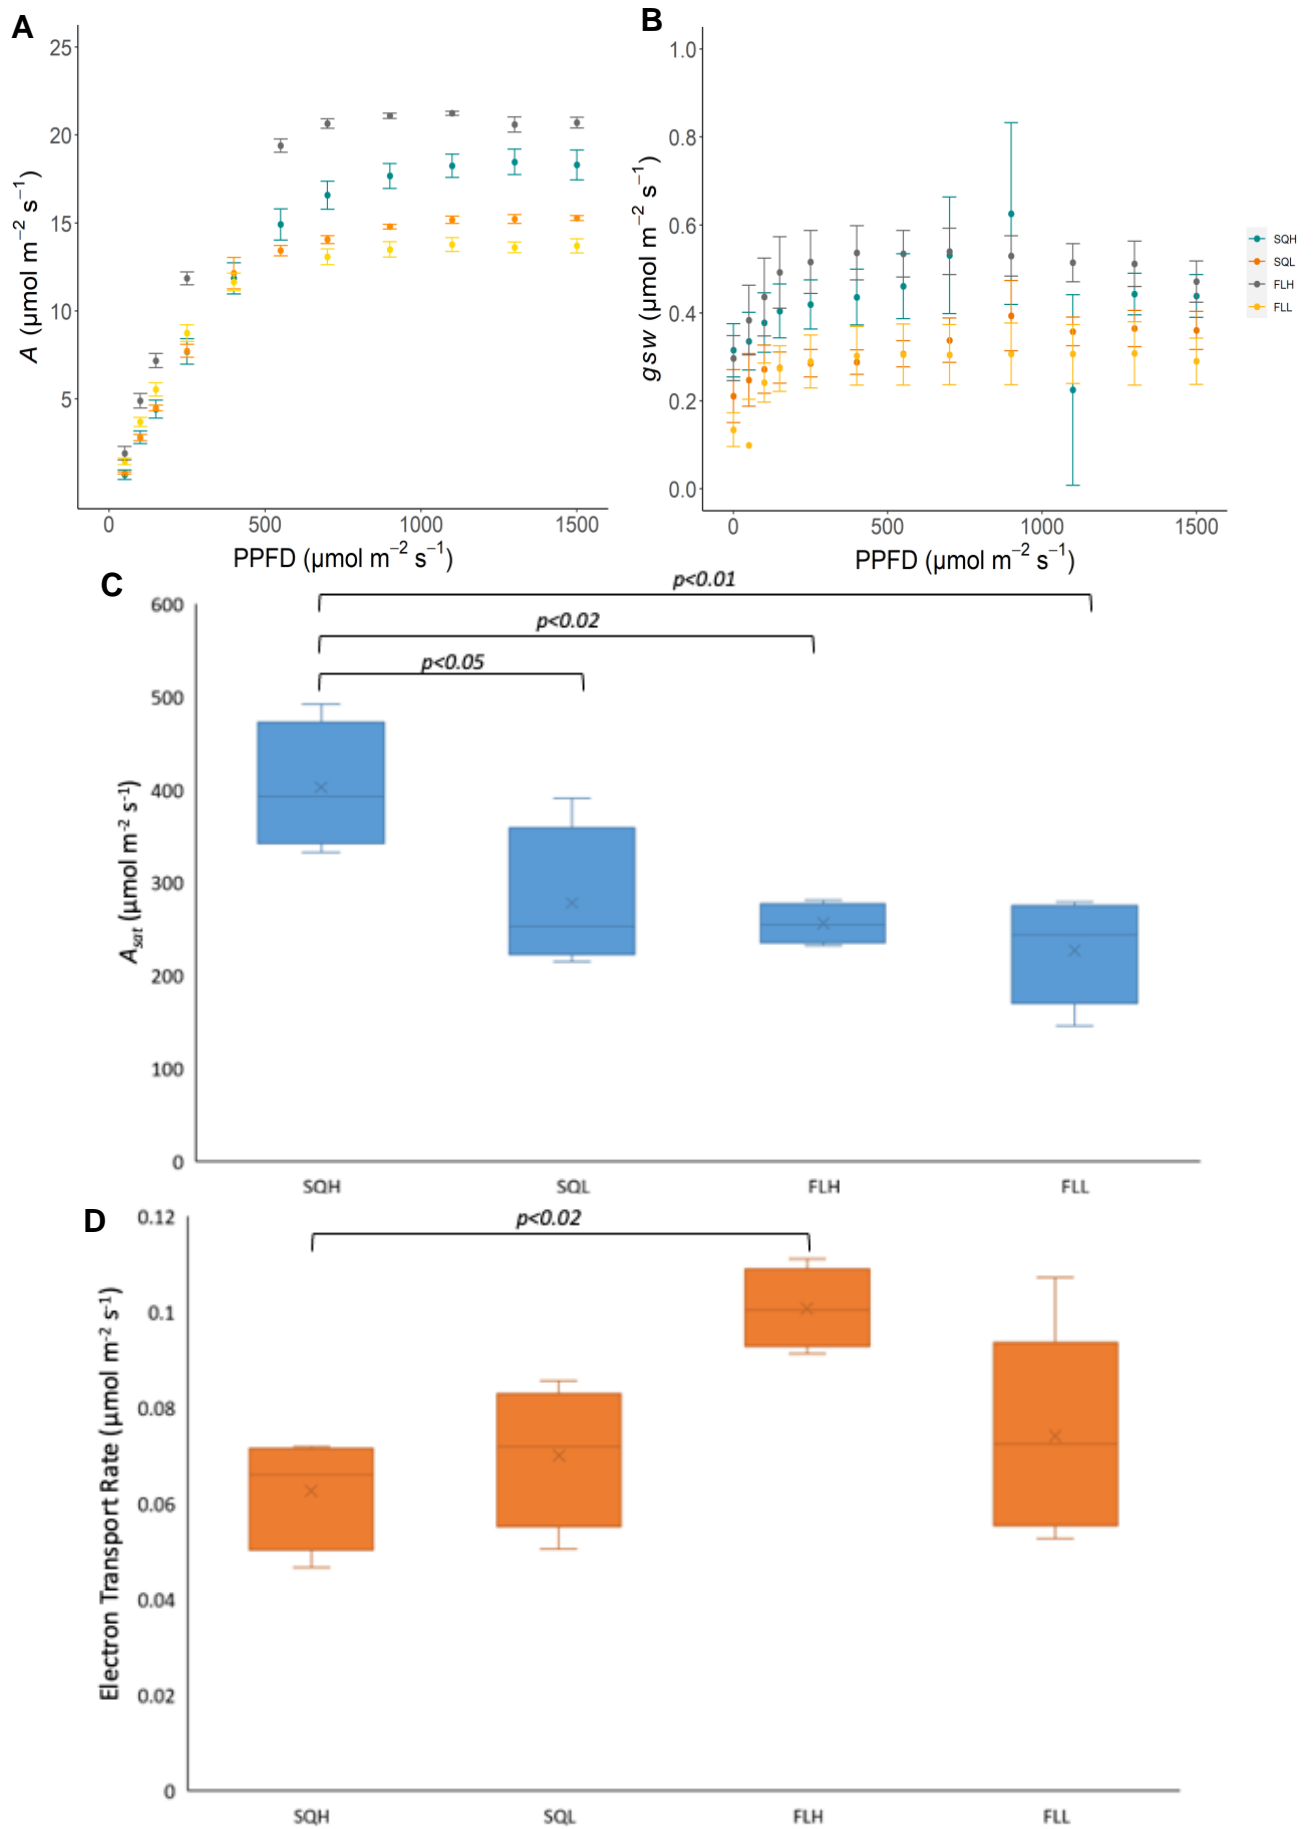 A
25
20
15
10
5
A (µmol m−2 s−1)
0 500 1000 1500
PPFD (µmol m−2 s−1)
B
1.0
0.8
0.6
0.4
0.2
0.0
gsw (µmol m−2 s−1)
0 500 1000 1500
PPFD (µmol m−2 s−1)
SQH
SQL
FLH
FLL
C
p<0.01
p<0.02
p<0.05
600
500
400
300
200
100
0
Asat (µmol m-2 s-1)
SQH SQL FLH FLL
D
p<0.02
0.12
0.1
0.08
0.06
0.04
0.02
0
Electron Transport Rate (µmol m-2 s-1)
SQH SQL FLH FLL